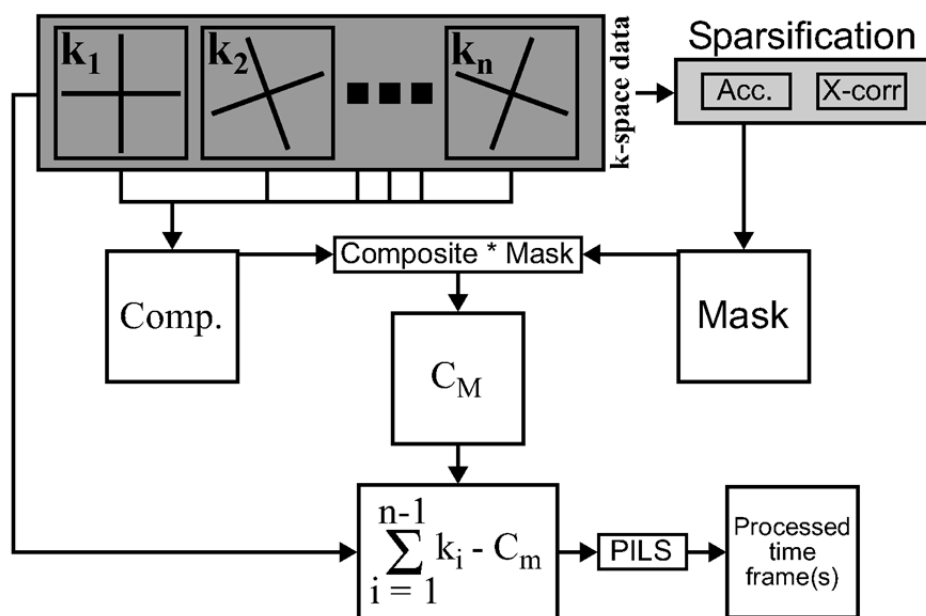 k1
k2
kn
k-space data
Sparsification
Acc.
X-corr
Comp.
Composite * Mask
Mask
CM
n-1
∑ ki - Cm
i = 1
PILS
Processed
time
frame(s)